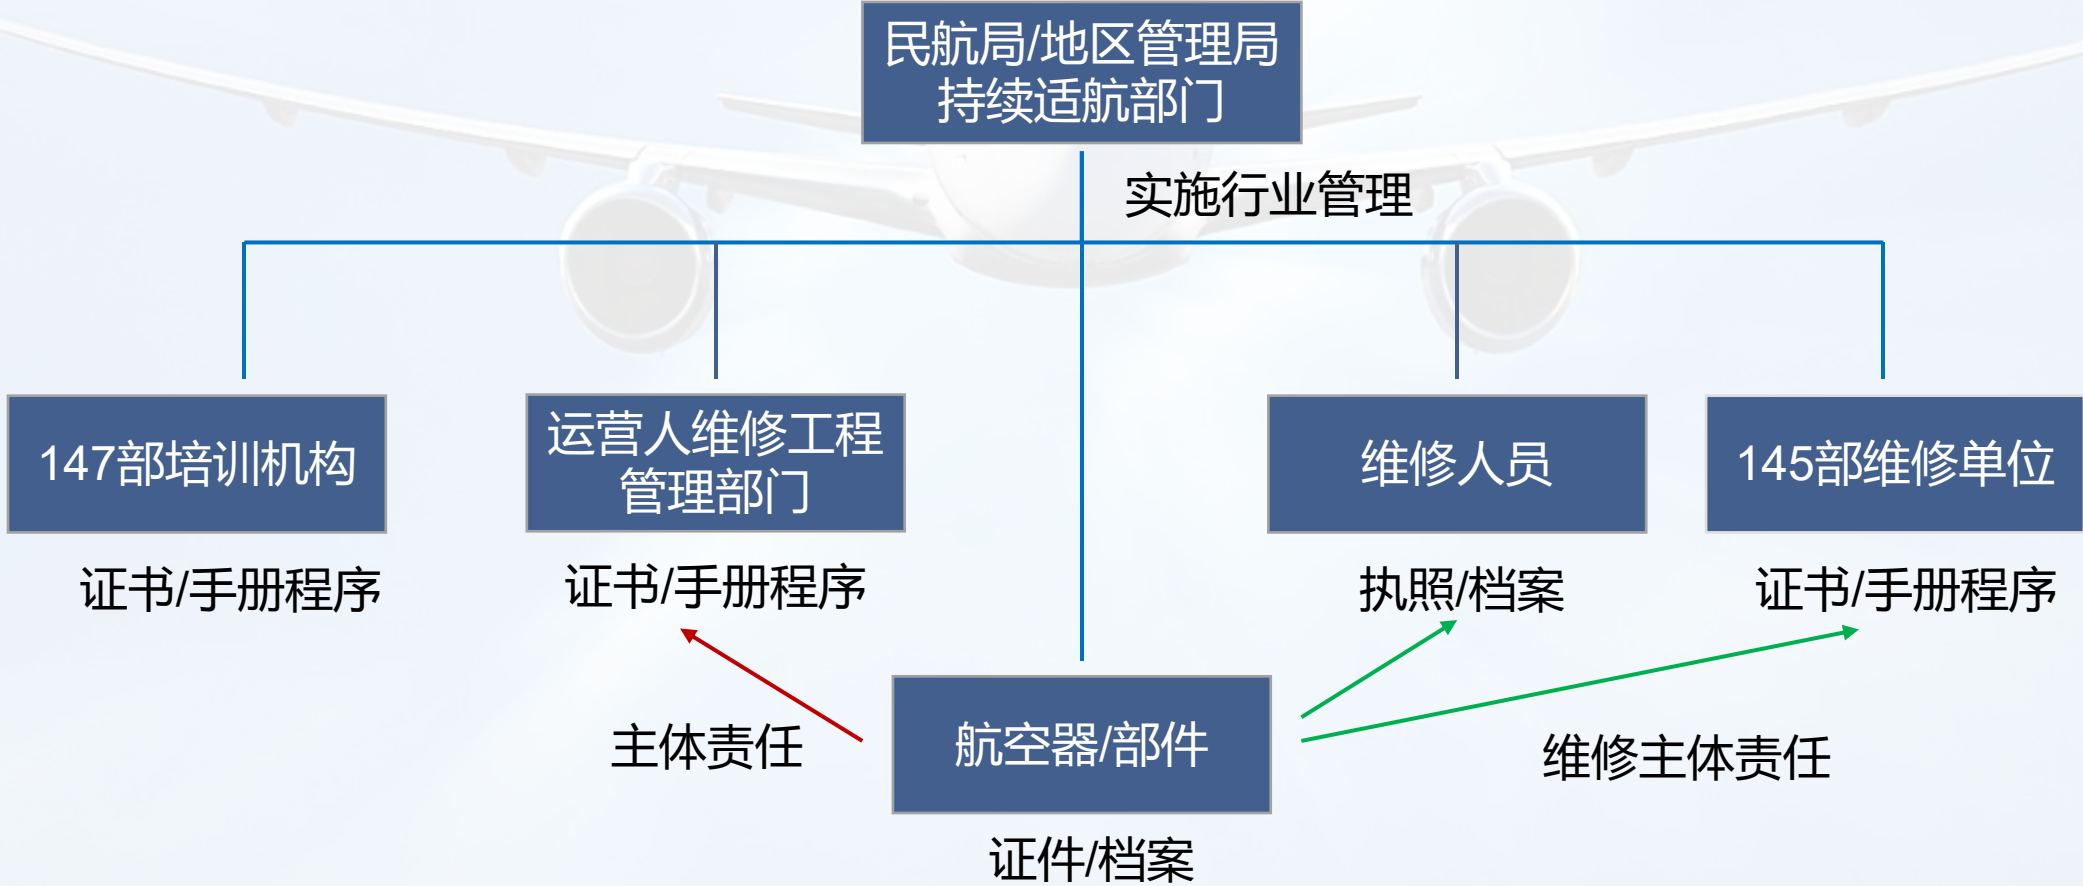 民航局/地区管理局
持续适航部门
实施行业管理
147部培训机构
运营人维修工程
管理部门
维修人员
145部维修单位
证书/手册程序
证书/手册程序
执照/档案
证书/手册程序
主体责任
航空器/部件
维修主体责任
证件/档案